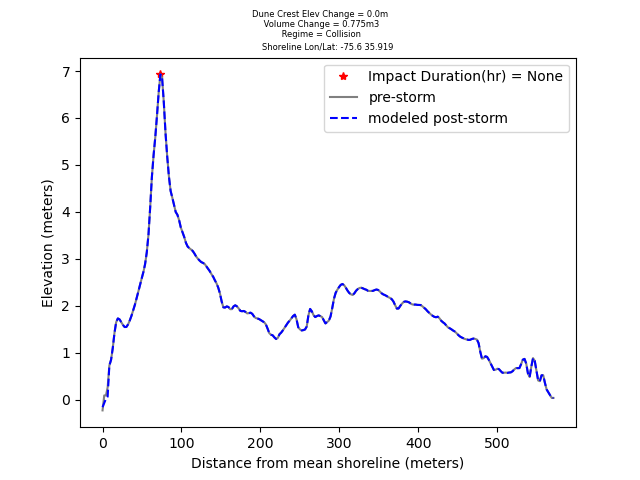 Dune Crest Elev Change = 0.0m
Volume Change = 0.775m3
Regime = Collision
Shoreline Lon/Lat: -75.6 35.919
Impact Duration(hr) = None
pre-storm
modeled post-storm
Elevation (meters)
7
6
5
4
3
2
1
0
0 100 200 300 400 500
Distance from mean shoreline (meters)